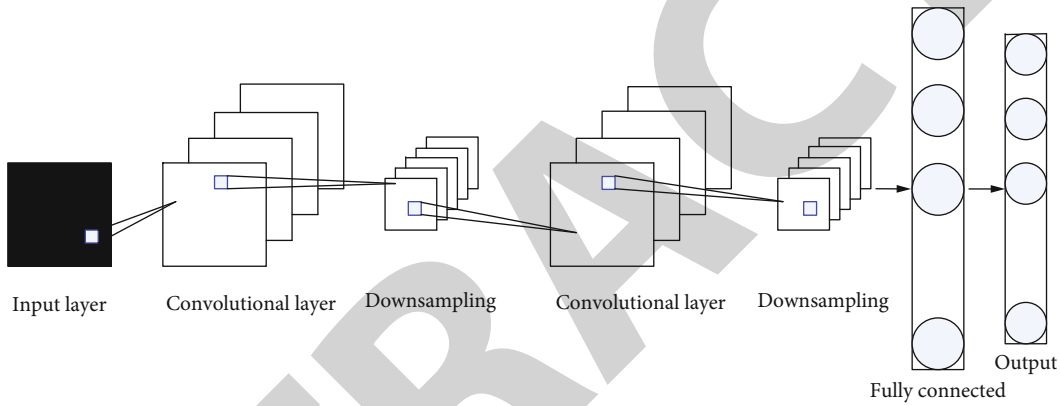 Input layer
Convolutional layer
Downsampling
Convolutional layer
Downsampling
Fully connected
Output